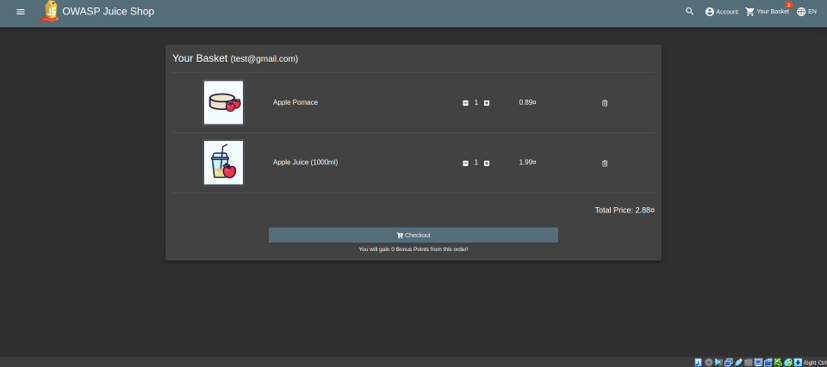 OWASP Juice Shop
Account
Your Basket
2
EN
Your Basket (test@gmail.com)
Apple Pomace
1
0.89¤
Apple Juice (1000ml)
1
1.99¤
Total Price: 2.88¤
Checkout
You will gain 0 Bonus Points from this order!
Right Ctrl